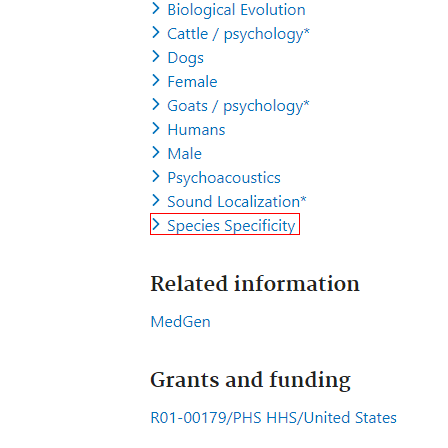 Biological Evolution
Cattle / psychology*
Dogs
Female
Goats / psychology*
Humans
Male
Psychoacoustics
Sound Localization*
Species Specificity
Related information
MedGen
Grants and funding
R01-00179/PHS HHS/United States